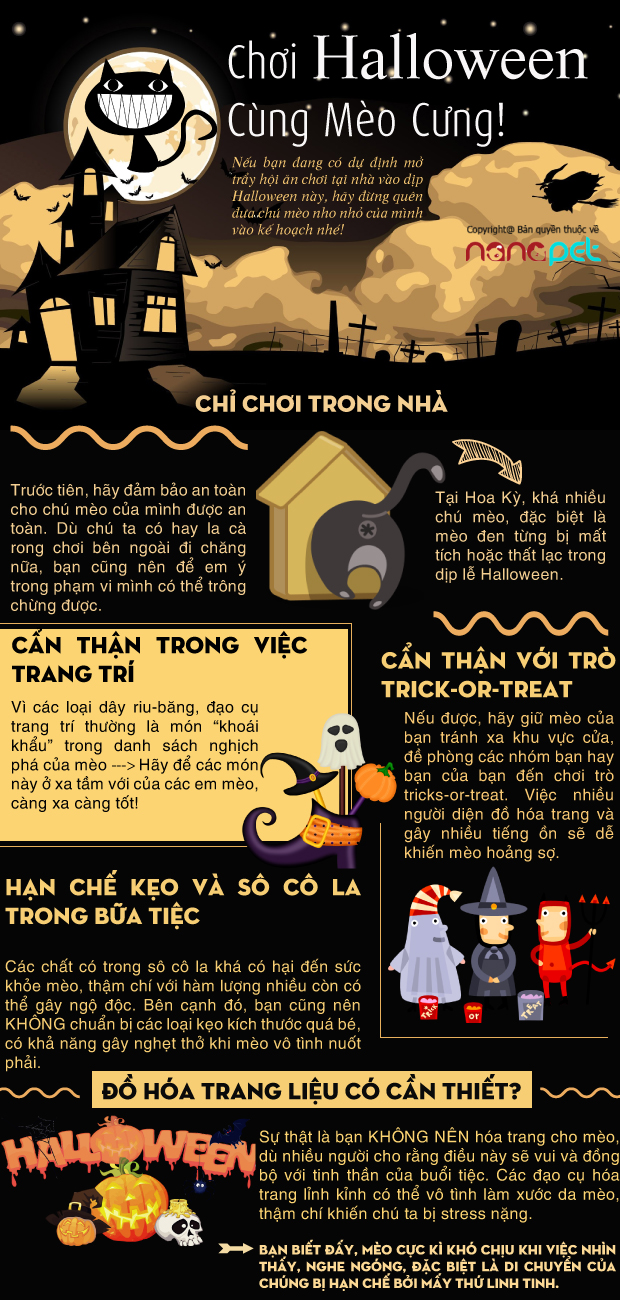 Chơi Halloween
Cùng Mèo Cưng!
Nếu bạn đang có dự định mở
trẩy hội ăn chơi tại nhà vào dịp
Halloween này, hãy đừng quên
đưa chú mèo nho nhỏ của mình
vào kế hoạch nhé!
Copyright@ Bản quyền thuộc về
nanapet
CHỈ CHƠI TRONG NHÀ
Trước tiên, hãy đảm bảo an toàn
cho chú mèo của mình được an
toàn. Dù chú ta có hay la cà
rong chơi bên ngoài đi chăng
nữa, bạn cũng nên để em ý
trong phạm vi mình có thể trông
chừng được.
Tại Hoa Kỳ, khá nhiều
chú mèo, đặc biệt là
mèo đen từng bị mất
tích hoặc thất lạc trong
dịp lễ Halloween.
CẨN THẬN TRONG VIỆC
TRANG TRÍ
Vì các loại dây riu-băng, đạo cụ
trang trí thường là món “khoái
khẩu” trong danh sách nghịch
phá của mèo ---> Hãy để các món
này ở xa tầm với của các em mèo,
càng xa càng tốt!
CẨN THẬN VỚI TRÒ
TRICK-OR-TREAT
Nếu được, hãy giữ mèo của
bạn tránh xa khu vực cửa,
đề phòng các nhóm bạn hay
bạn của bạn đến chơi trò
tricks-or-treat. Việc nhiều
người diện đồ hóa trang và
gây nhiều tiếng ồn sẽ dễ
khiến mèo hoảng sợ.
TRICK
or
TREAT
HẠN CHẾ KẸO VÀ SÔ CÔ LA
TRONG BỮA TIỆC
Các chất có trong sô cô la khá có hại đến sức
khỏe mèo, thậm chí với hàm lượng nhiều còn có
thể gây ngộ độc. Bên cạnh đó, bạn cũng nên
KHÔNG chuẩn bị các loại kẹo kích thước quá bé,
có khả năng gây nghẹt thở khi mèo vô tình nuốt
phải.
ĐỒ HÓA TRANG LIỆU CÓ CẦN THIẾT?
HALLOWEEN
Sự thật là bạn KHÔNG NÊN hóa trang cho mèo,
dù nhiều người cho rằng điều này sẽ vui và đồng
bộ với tinh thần của buổi tiệc. Các đạo cụ hóa
trang lỉnh kỉnh có thể vô tình làm xước da mèo,
thậm chí khiến chú ta bị stress nặng.
BẠN BIẾT ĐẤY, MÈO CỰC KÌ KHÓ CHỊU KHI VIỆC NHÌN
THẤY, NGHE NGÓNG, ĐẶC BIỆT LÀ DI CHUYỂN CỦA
CHÚNG BỊ HẠN CHẾ BỞI MẤY THỨ LINH TINH.